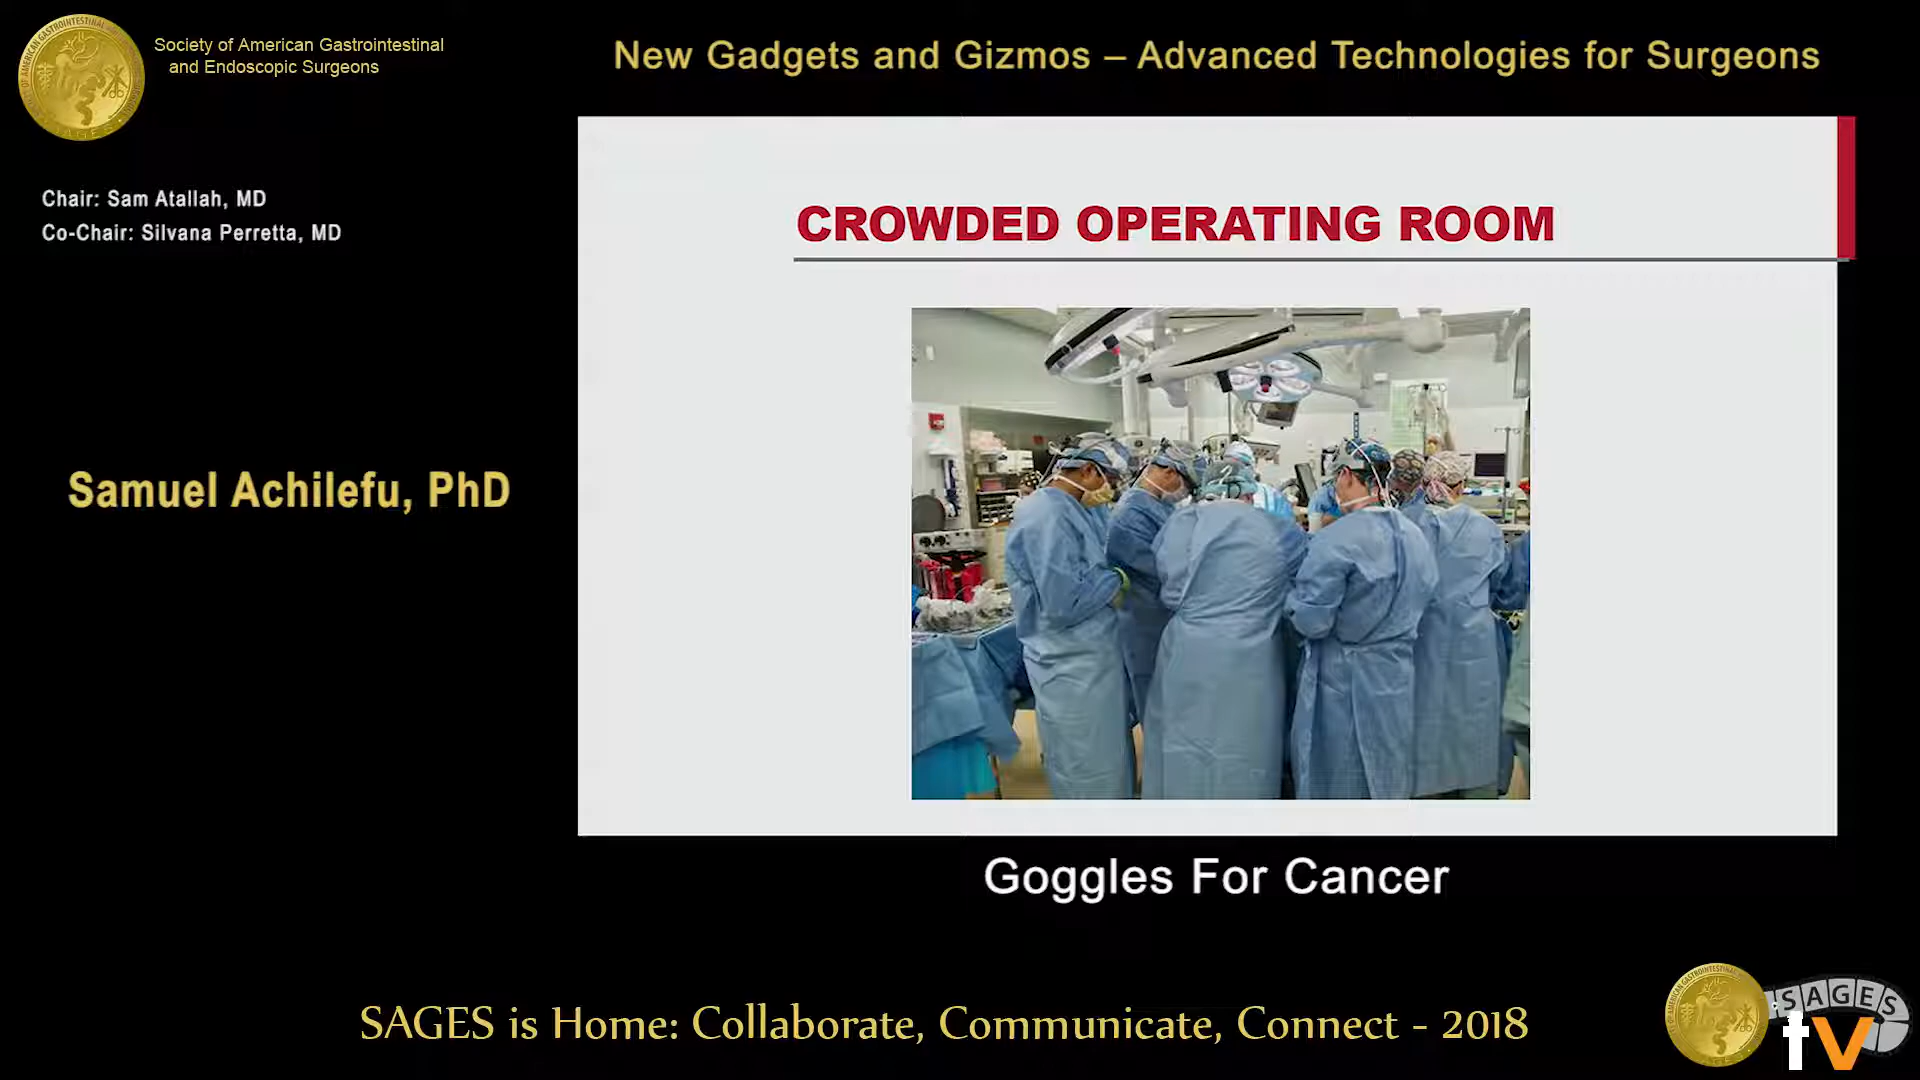 Society of American Gastrointestinal
and Endoscopic Surgeons
New Gadgets and Gizmos – Advanced Technologies for Surgeons
Chair: Sam Atallah, MD
Co-Chair: Silvana Perretta, MD
CROWDED OPERATING ROOM
Samuel Achilefu, PhD
Goggles For Cancer
SAGES is Home: Collaborate, Communicate, Connect - 2018
SAGES
tv